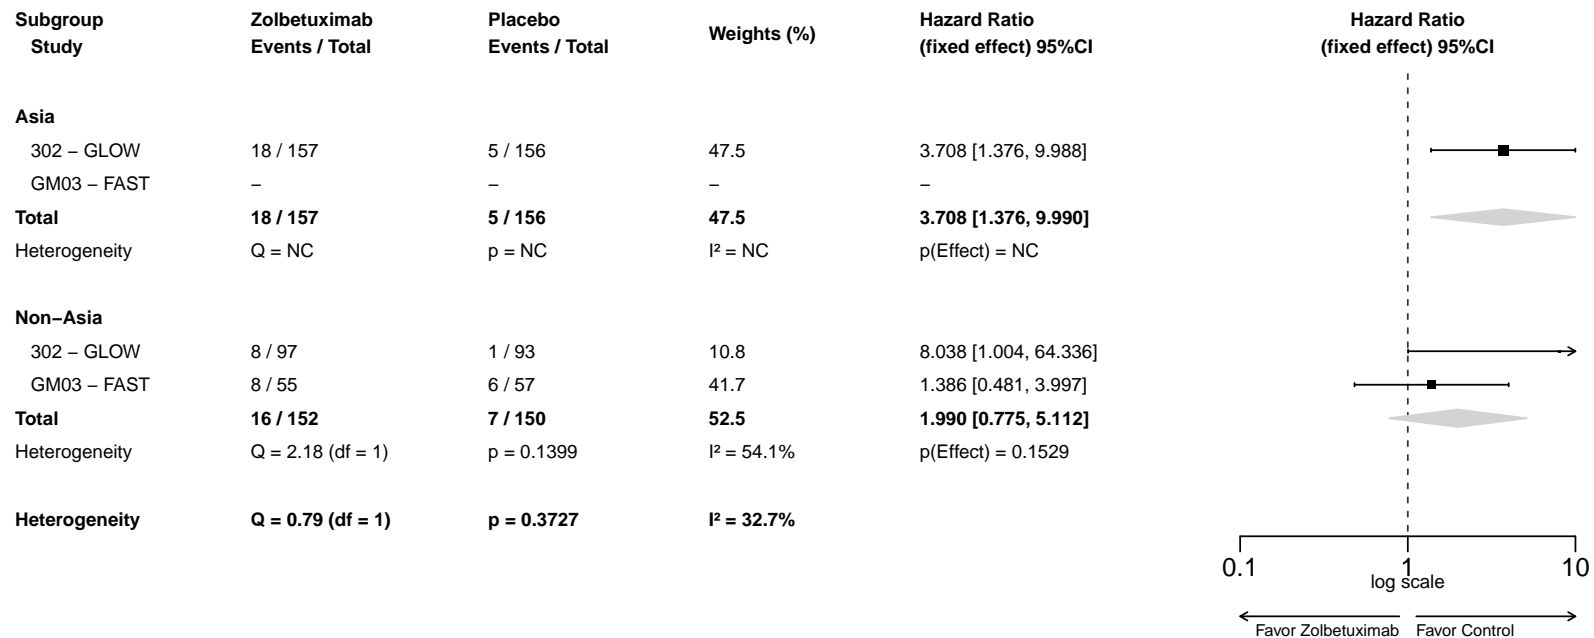 Subgroup Zolbetuximab Placebo Weights (%) Hazard Ratio Hazard Ratio
Study Events / Total Events / Total (fixed effect) 95%CI (fixed effect) 95%CI
Asia
302 − GLOW 18 / 157 5 / 156 47.5 3.708 [1.376, 9.988]
GM03 − FAST − − − −
Total 18 / 157 5 / 156 47.5 3.708 [1.376, 9.990]
Heterogeneity Q = NC p = NC I² = NC p(Effect) = NC
Non−Asia
302 − GLOW 8 / 97 1 / 93 10.8 8.038 [1.004, 64.336]
GM03 − FAST 8 / 55 6 / 57 41.7 1.386 [0.481, 3.997]
Total 16 / 152 7 / 150 52.5 1.990 [0.775, 5.112]
Heterogeneity Q = 2.18 (df = 1) p = 0.1399 I² = 54.1% p(Effect) = 0.1529
Heterogeneity Q = 0.79 (df = 1) p = 0.3727 I² = 32.7%
0.1 1 10
log scale
Favor Zolbetuximab Favor Control